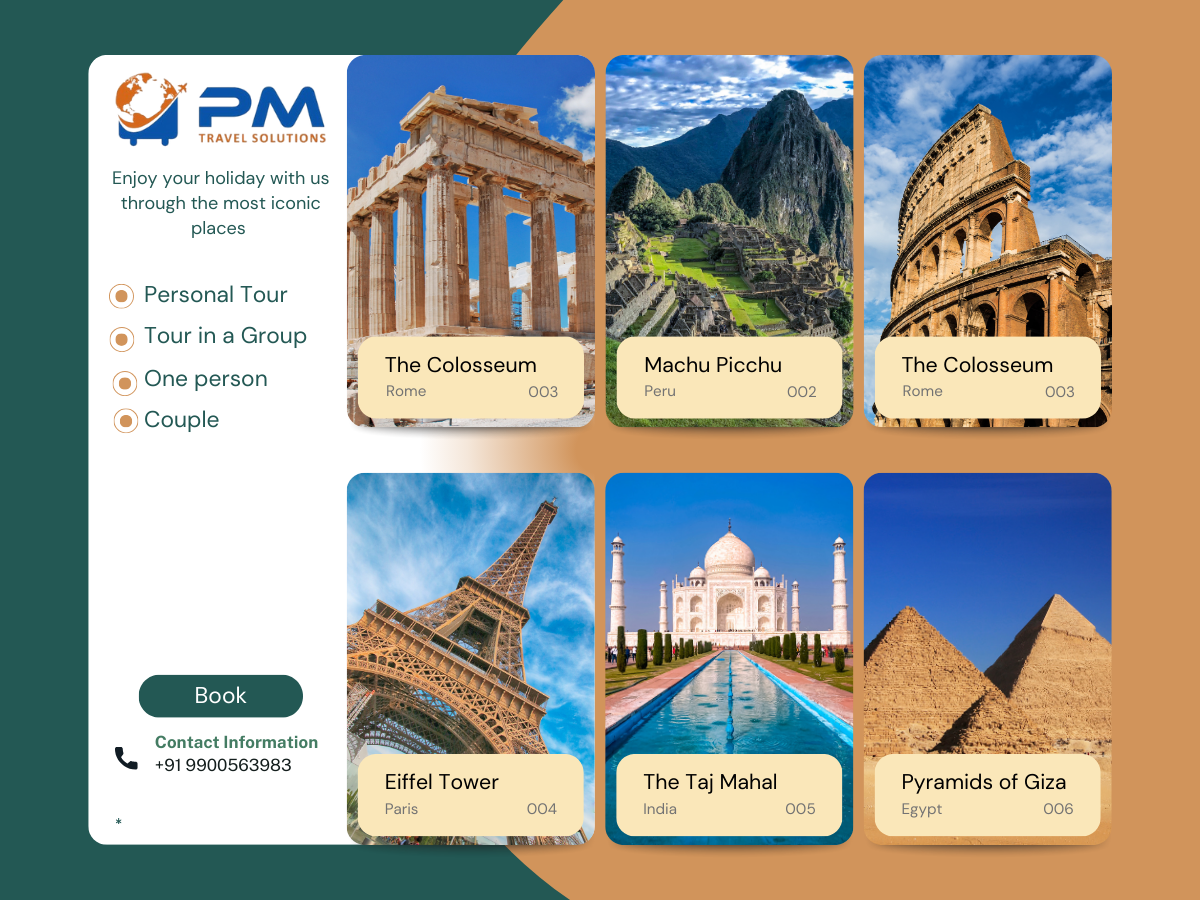 PM
TRAVEL SOLUTIONS
Enjoy your holiday with us
through the most iconic
places
Personal Tour
Tour in a Group
One person
Couple
Book
Contact Information
+91 9900563983
*
The Colosseum
Rome 003
Machu Picchu
Peru 002
The Colosseum
Rome 003
Eiffel Tower
Paris 004
The Taj Mahal
India 005
Pyramids of Giza
Egypt 006